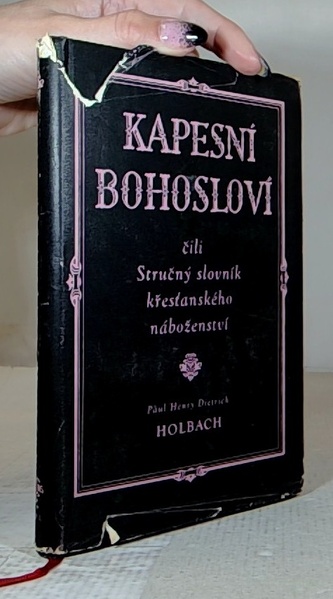 KAPESNÍ
BOHOSLOVÍ
čili
Stručný slovník
křesťanského
náboženství
Paul Henry Dietrich
HOLBACH